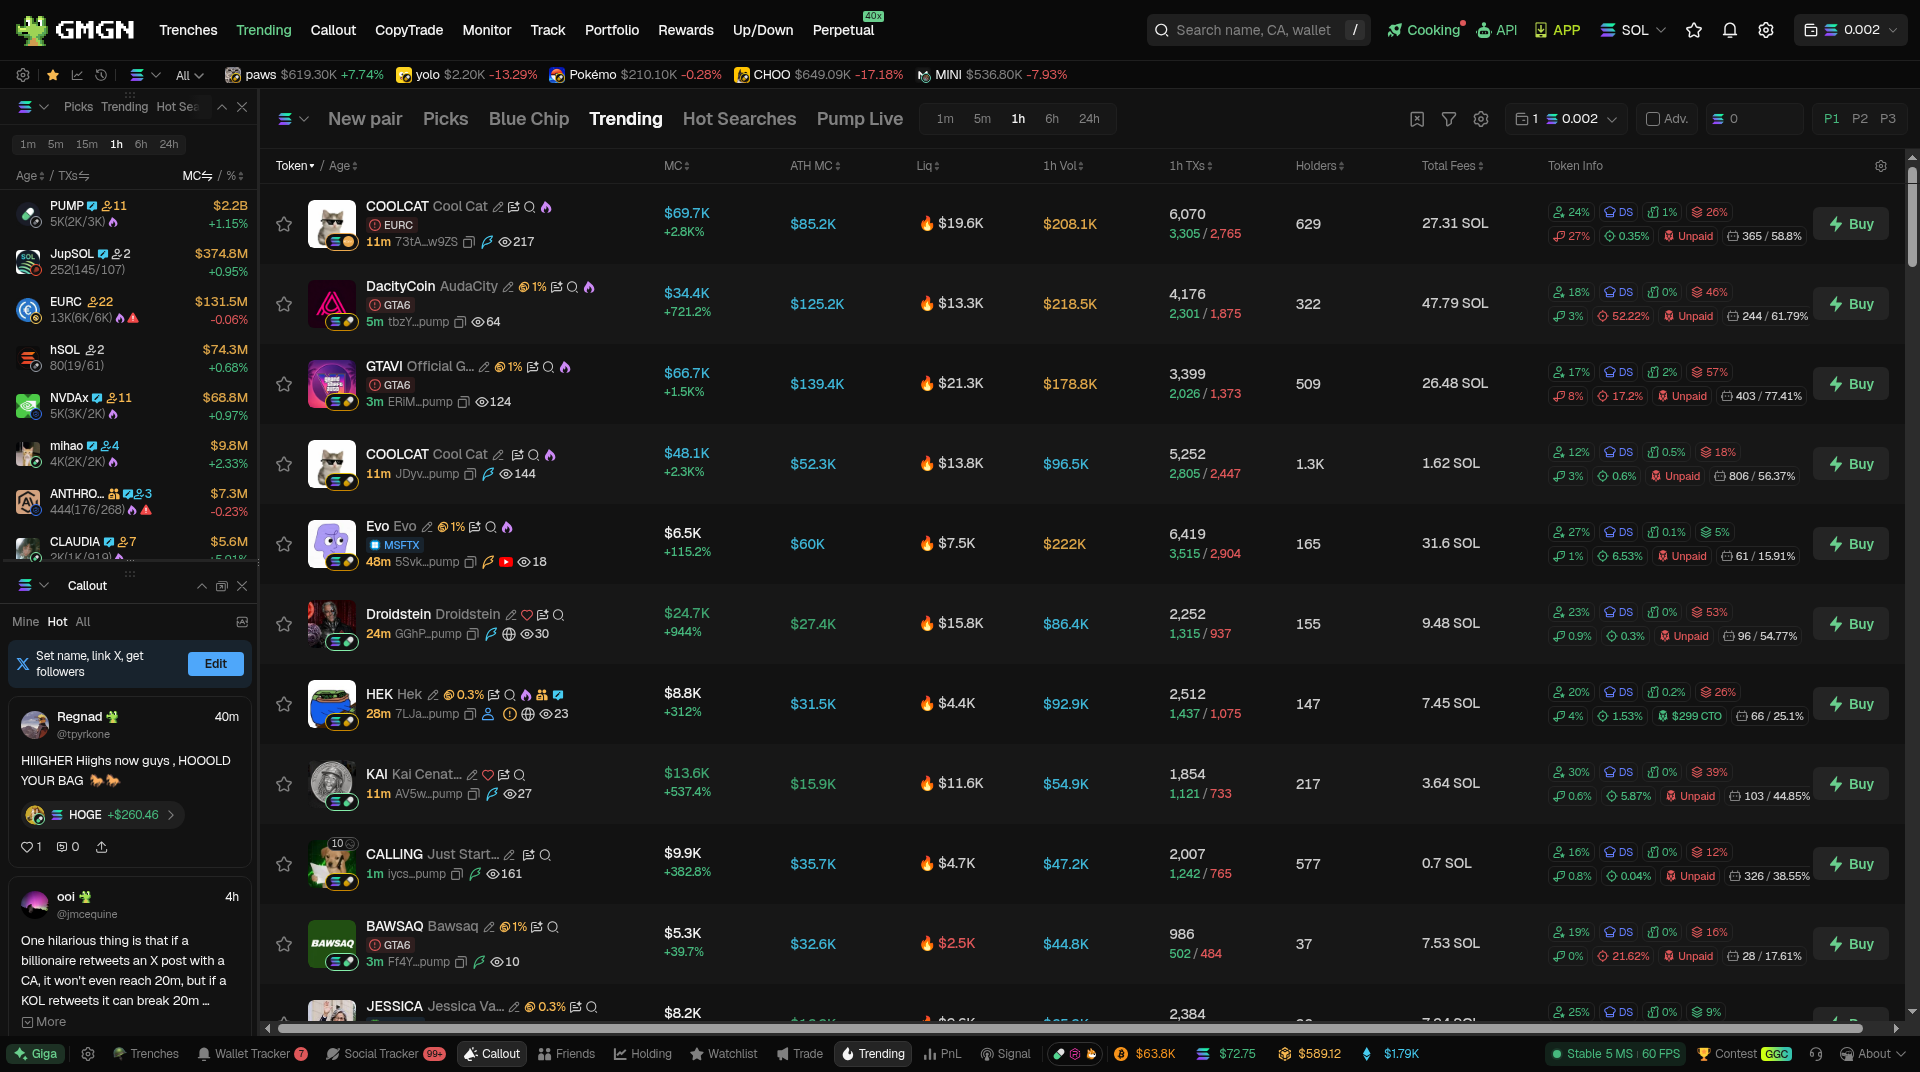 GMGN
Trenches Trending Callout CopyTrade Monitor Track Portfolio Rewards Up/Down Perpetual 40x
Search name, CA, wallet / Cooking API APP SOL 0.002
All paws $619.30K +7.74% yolo $2.20K -13.29% Pokémo $210.10K -0.28% CHOO $649.09K -17.18% MINI $536.80K -7.93%
Picks Trending Hot Sea
1m 5m 15m 1h 6h 24h
Age / TXs MC / %
PUMP 11 $2.2B
5K(2K/3K) +1.15%
JupSOL 2 $374.8M
252(145/107) +0.95%
EURC 22 $131.5M
13K(6K/6K) -0.06%
hSOL 2 $74.3M
80(19/61) +0.68%
NVDAx 11 $68.8M
5K(3K/2K) +0.97%
mihao 4 $9.8M
4K(2K/2K) +2.33%
ANTHRO... 3 $7.3M
444(176/268) -0.23%
CLAUDIA 7 $5.6M
2K(1K/919) +5.01%
Callout
Mine Hot All
Set name, link X, get followers Edit
Regnad 40m
@tpyrkone
HIIIGHER Hiighs now guys , HOOOLD
YOUR BAG
HOGE +$260.46
1 0
ooi 4h
@jmcequine
One hilarious thing is that if a
billionaire retweets an X post with a
CA, it won't even reach 20m, but if a
KOL retweets it can break 20m ...
More
New pair Picks Blue Chip Trending Hot Searches Pump Live 1m 5m 1h 6h 24h
1 0.002 Adv. 0 P1 P2 P3
Token / Age MC ATH MC Liq 1h Vol 1h TXs Holders Total Fees Token Info
COOLCAT Cool Cat
EURC
11m 73tA...w9ZS 217
$69.7K +2.8K% $85.2K $19.6K $208.1K 6,070 3,305 / 2,765 629 27.31 SOL
24% DS 1% 26%
27% 0.35% Unpaid 365 / 58.8% Buy
DacityCoin AudaCity 1%
GTA6
5m tbzY...pump 64
$34.4K +721.2% $125.2K $13.3K $218.5K 4,176 2,301 / 1,875 322 47.79 SOL
18% DS 0% 46%
3% 52.22% Unpaid 244 / 61.79% Buy
GTAVI Official G... 1%
GTA6
3m ERiM...pump 124
$66.7K +1.5K% $139.4K $21.3K $178.8K 3,399 2,026 / 1,373 509 26.48 SOL
17% DS 2% 57%
8% 17.2% Unpaid 403 / 77.41% Buy
COOLCAT Cool Cat
11m JDyv...pump 144
$48.1K +2.3K% $52.3K $13.8K $96.5K 5,252 2,805 / 2,447 1.3K 1.62 SOL
12% DS 0.5% 18%
3% 0.6% Unpaid 806 / 56.37% Buy
Evo Evo 1%
MSFTX
48m 5Svk...pump 18
$6.5K +115.2% $60K $7.5K $222K 6,419 3,515 / 2,904 165 31.6 SOL
27% DS 0.1% 5%
1% 6.53% Unpaid 61 / 15.91% Buy
Droidstein Droidstein
24m GGhP...pump 30
$24.7K +944% $27.4K $15.8K $86.4K 2,252 1,315 / 937 155 9.48 SOL
23% DS 0% 53%
0.9% 0.3% Unpaid 96 / 54.77% Buy
HEK Hek 0.3%
28m 7LJa...pump 23
$8.8K +312% $31.5K $4.4K $92.9K 2,512 1,437 / 1,075 147 7.45 SOL
20% DS 0.2% 26%
4% 1.53% $299 CTO 66 / 25.1% Buy
KAI Kai Cenat...
11m AV5w...pump 27
$13.6K +537.4% $15.9K $11.6K $54.9K 1,854 1,121 / 733 217 3.64 SOL
30% DS 0% 39%
0.6% 5.87% Unpaid 103 / 44.85% Buy
10
CALLING Just Start...
1m iycs...pump 161
$9.9K +382.8% $35.7K $4.7K $47.2K 2,007 1,242 / 765 577 0.7 SOL
16% DS 0% 12%
0.8% 0.04% Unpaid 326 / 38.55% Buy
BAWSAQ
BAWSAQ Bawsaq 1%
GTA6
3m Ff4Y...pump 10
$5.3K +39.7% $32.6K $2.5K $44.8K 986 502 / 484 37 7.53 SOL
19% DS 0% 16%
0% 21.62% Unpaid 28 / 17.61% Buy
JESSICA Jessica Va... 0.3%
$8.2K 2,384
25% DS 0% 9%
Giga Trenches Wallet Tracker 7 Social Tracker 99+ Callout Friends Holding Watchlist Trade Trending PnL Signal $63.8K $72.75 $589.12 $1.79K Stable 5 MS 60 FPS Contest GGC About